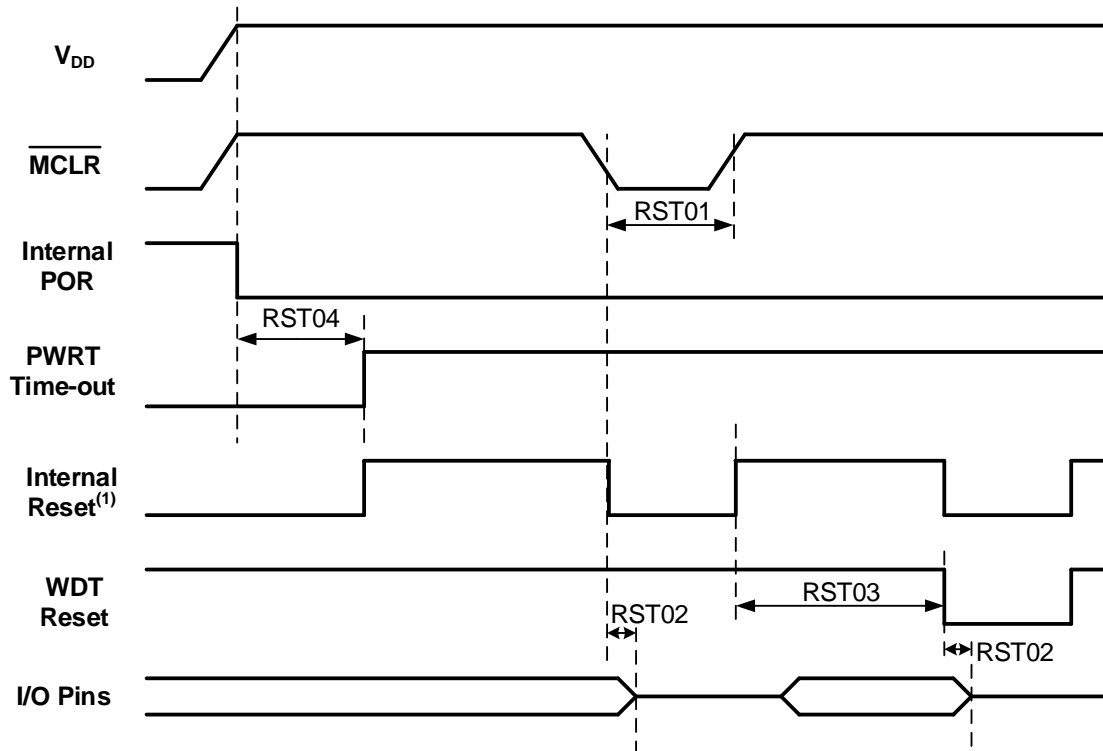 VDD
MCLR
RST01
Internal
POR
RST04
PWRT
Time-out
Internal
Reset(1)
WDT
Reset
RST03
RST02
RST02
I/O Pins